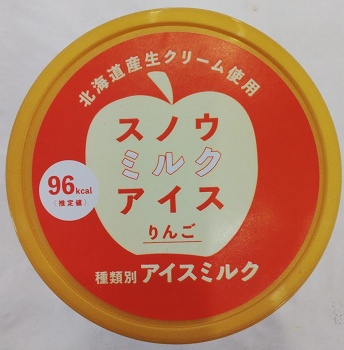 北海道産生クリーム使用
スノウ
ミルク
アイス
りんご
96kcal
(推定値)
種類別 アイスミルク